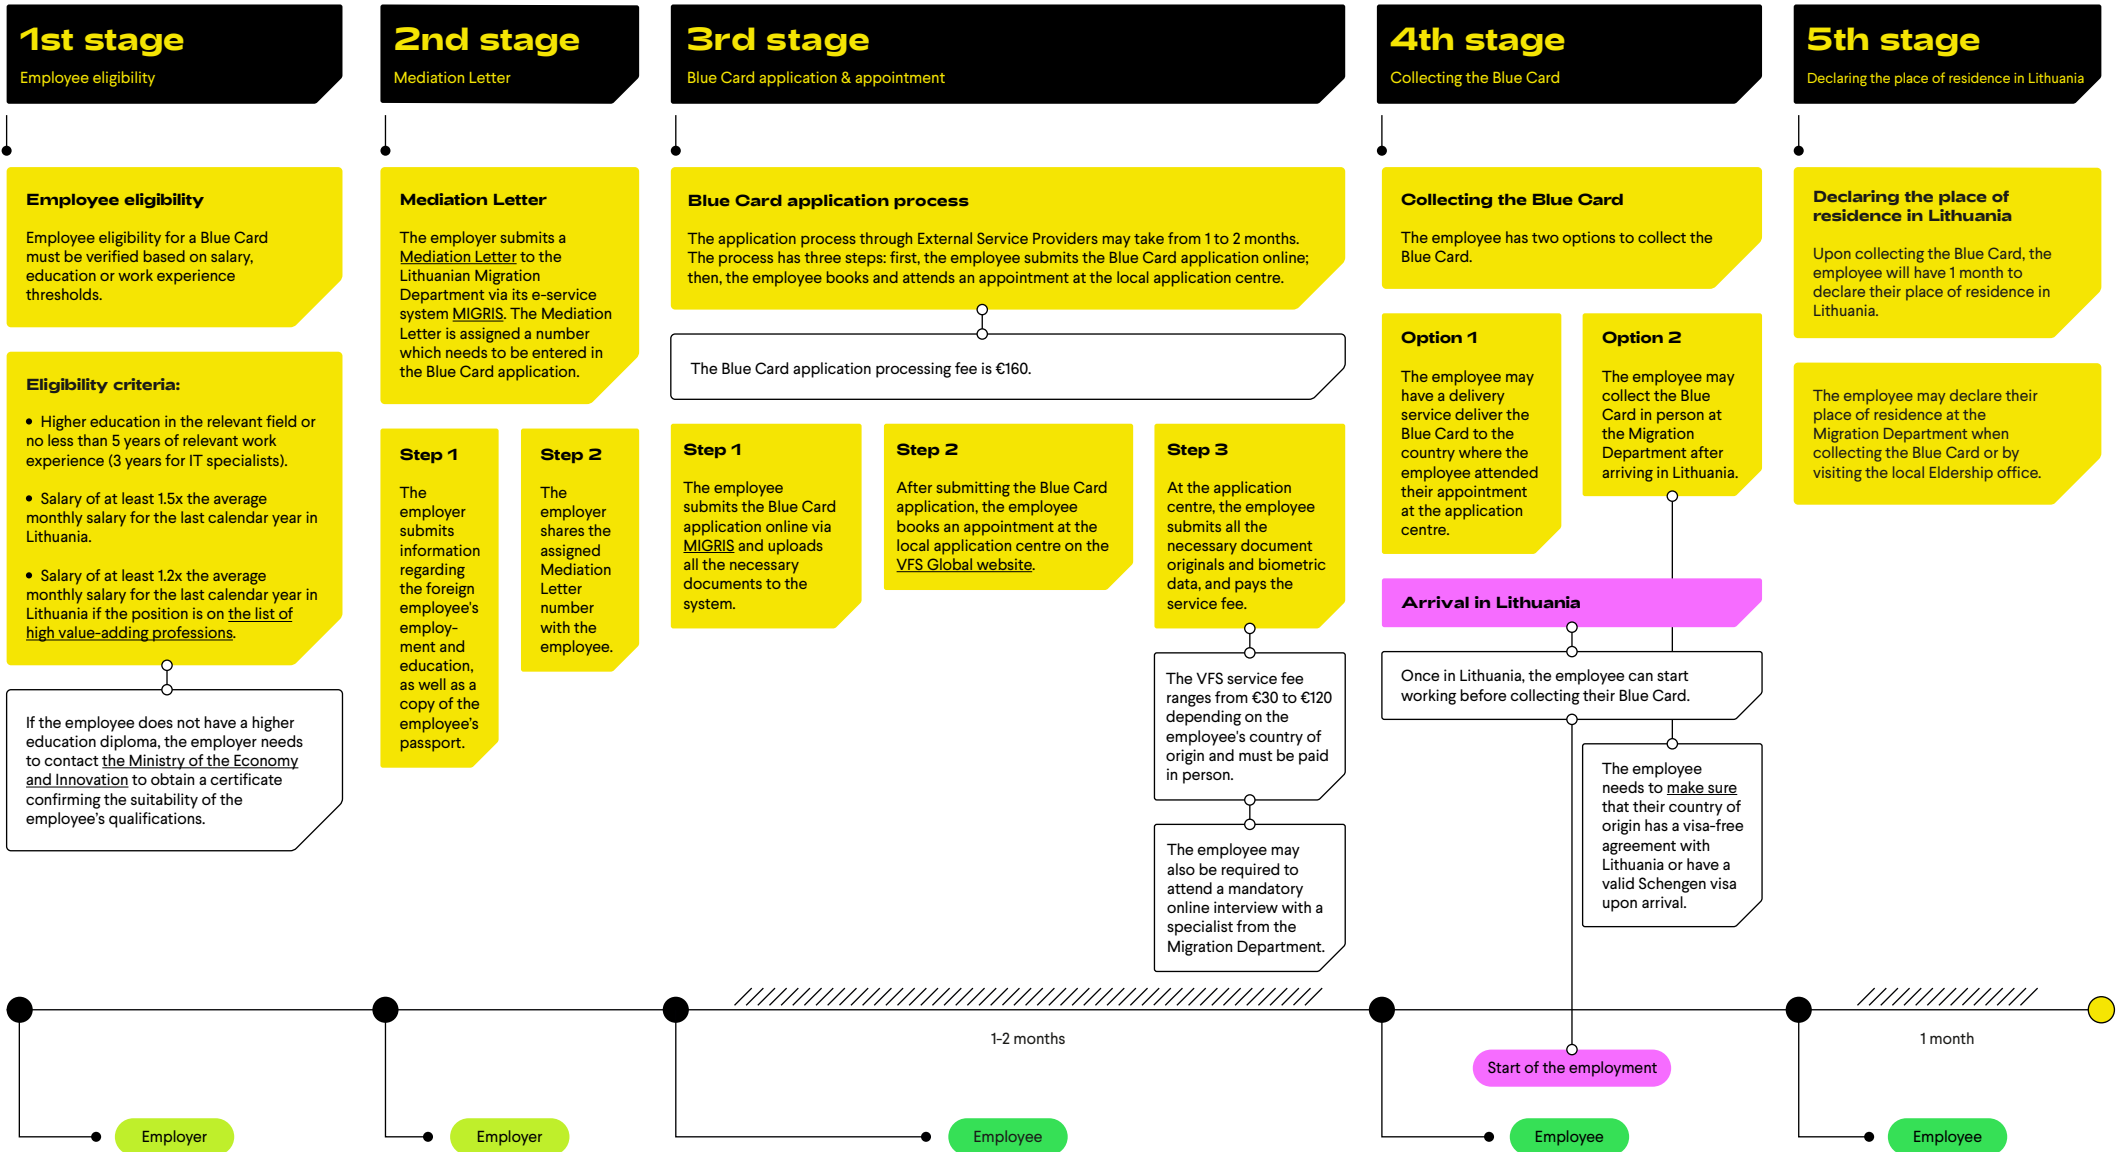 1st stage
Employee eligibility
Employee eligibility
Employee eligibility for a Blue Card
must be verified based on salary,
education or work experience
thresholds.
Eligibility criteria:
• Higher education in the relevant field or
no less than 5 years of relevant work
experience (3 years for IT specialists).
• Salary of at least 1.5x the average
monthly salary for the last calendar year in
Lithuania.
• Salary of at least 1.2x the average
monthly salary for the last calendar year in
Lithuania if the position is on the list of
high value-adding professions.
If the employee does not have a higher
education diploma, the employer needs
to contact the Ministry of the Economy
and Innovation to obtain a certificate
confirming the suitability of the
employee's qualifications.
2nd stage
Mediation Letter
Mediation Letter
The employer submits a
Mediation Letter to the
Lithuanian Migration
Department via its e-service
system MIGRIS. The Mediation
Letter is assigned a number
which needs to be entered in
the Blue Card application.
Step 1
The
employer
submits
information
regarding
the foreign
employee's
employ-
ment and
education,
as well as a
copy of the
employee's
passport.
Step 2
The
employer
shares the
assigned
Mediation
Letter
number
with the
employee.
3rd stage
Blue Card application & appointment
Blue Card application process
The application process through External Service Providers may take from 1 to 2 months.
The process has three steps: first, the employee submits the Blue Card application online;
then, the employee books and attends an appointment at the local application centre.
The Blue Card application processing fee is €160.
Step 1
The employee
submits the Blue Card
application online via
MIGRIS and uploads
all the necessary
documents to the
system.
Step 2
After submitting the Blue Card
application, the employee
books an appointment at the
local application centre on the
VFS Global website.
Step 3
At the application
centre, the employee
submits all the
necessary document
originals and biometric
data, and pays the
service fee.
The VFS service fee
ranges from €30 to €120
depending on the
employee's country of
origin and must be paid
in person.
The employee may
also be required to
attend a mandatory
online interview with a
specialist from the
Migration Department.
4th stage
Collecting the Blue Card
Collecting the Blue Card
The employee has two options to collect the
Blue Card.
Option 1
The employee may
have a delivery
service deliver the
Blue Card to the
country where the
employee attended
their appointment
at the application
centre.
Option 2
The employee may
collect the Blue
Card in person at
the Migration
Department after
arriving in Lithuania.
Arrival in Lithuania
Once in Lithuania, the employee can start
working before collecting their Blue Card.
The employee
needs to make sure
that their country of
origin has a visa-free
agreement with
Lithuania or have a
valid Schengen visa
upon arrival.
5th stage
Declaring the place of residence in Lithuania
Declaring the place of
residence in Lithuania
Upon collecting the Blue Card, the
employee will have 1 month to
declare their place of residence in
Lithuania.
The employee may declare their
place of residence at the
Migration Department when
collecting the Blue Card or by
visiting the local Eldership office.
1-2 months
1 month
Start of the employment
Employer
Employer
Employee
Employee
Employee